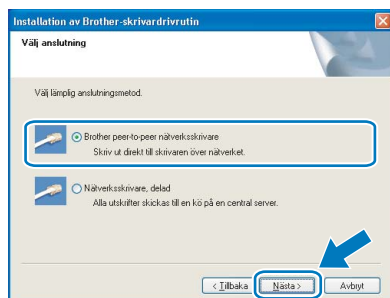 Installation av Brother-skrivardrivrutin
Välj anslutning
Välj lämplig anslutningsmetod.
Brother peer-to-peer nätverksskrivare
Skriv ut direkt till skrivaren över nätverket.
Nätverksskrivare, delad
Alla utskrifter skickas till en kö på en central server.
< Tillbaka
Nästa >
Avbryt